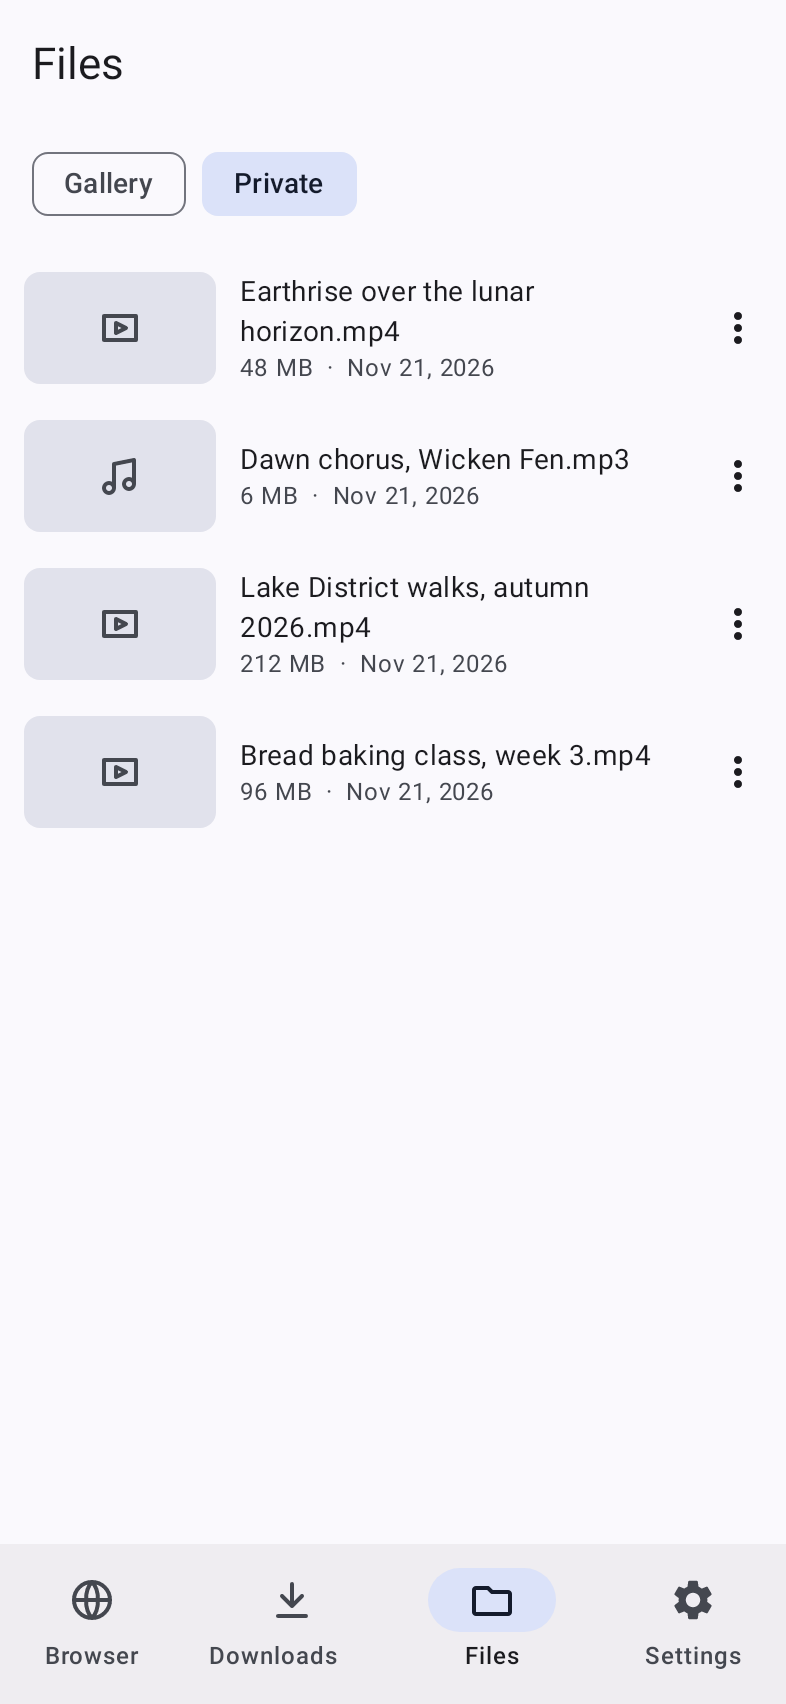 Files
Gallery
Private
Earthrise over the lunar
horizon.mp4
48 MB · Nov 21, 2026
Dawn chorus, Wicken Fen.mp3
6 MB · Nov 21, 2026
Lake District walks, autumn
2026.mp4
212 MB · Nov 21, 2026
Bread baking class, week 3.mp4
96 MB · Nov 21, 2026
Browser
Downloads
Files
Settings